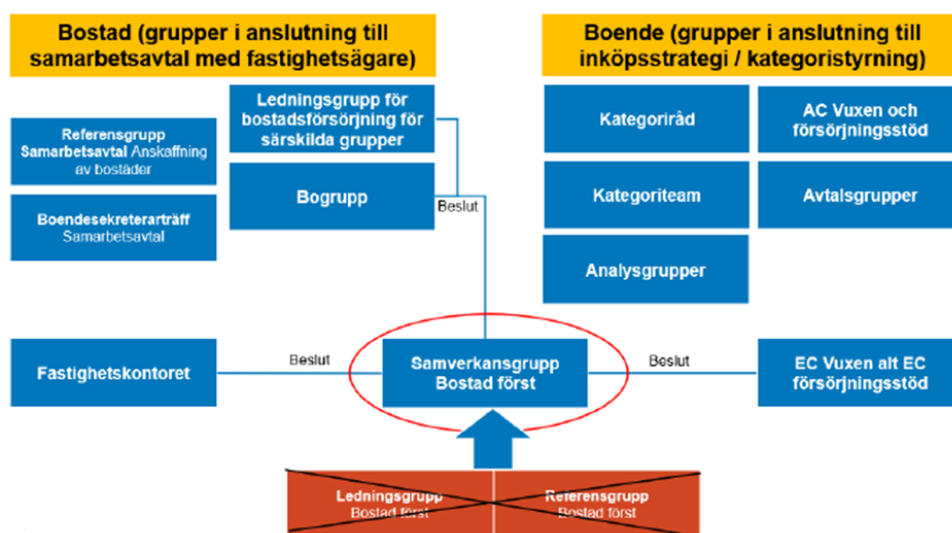 Bostad (grupper i anslutning till
samarbetsavtal med fastighetsägare)
Boende (grupper i anslutning till
inköpsstrategi / kategoristyrning)
Referensgrupp
Samarbetsavtal Anskaffning
av bostäder
Ledningsgrupp för
bostadsförsörjning för
särskilda grupper
Boendesekreterarträff
Samarbetsavtal
Bogrupp
Beslut
Kategoriråd
AC Vuxen och
försörjningsstöd
Kategoriteam
Avtalsgrupper
Analysgrupper
Fastighetskontoret
Beslut
Samverkansgrupp
Bostad först
Beslut
EC Vuxen alt EC
försörjningsstöd
Ledningsgrupp
Bostad först
Referensgrupp
Bostad först